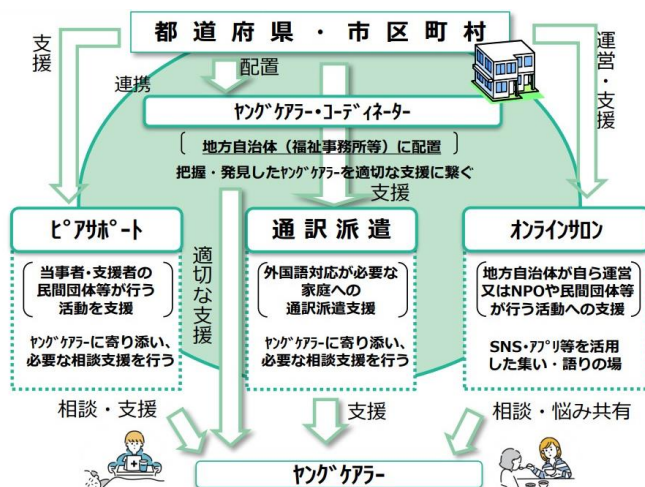 都道府県・市区町村
支援
配置
連携
運営・支援
ﾔﾝｸﾞｹｱﾗｰ･ｺｰﾃﾞｨﾈｰﾀｰ
地方自治体（福祉事務所等）に配置
把握・発見したﾔﾝｸﾞｹｱﾗｰを適切な支援に繋ぐ
支援
適切な支援
ﾋﾟｱｻﾎﾟｰﾄ
当事者・支援者の
民間団体等が行う
活動を支援
ﾔﾝｸﾞｹｱﾗｰに寄り添い、
必要な相談支援を行う
通訳派遣
外国語対応が必要な
家庭への
通訳派遣支援
ﾔﾝｸﾞｹｱﾗｰに寄り添い、
必要な相談支援を行う
ｵﾝﾗｲﾝｻﾛﾝ
地方自治体が自ら運営
又はNPOや民間団体等
が行う活動への支援
SNS・ｱﾌﾟﾘ等を活用
した集い・語りの場
相談・支援
支援
相談・悩み共有
ﾔﾝｸﾞｹｱﾗｰ